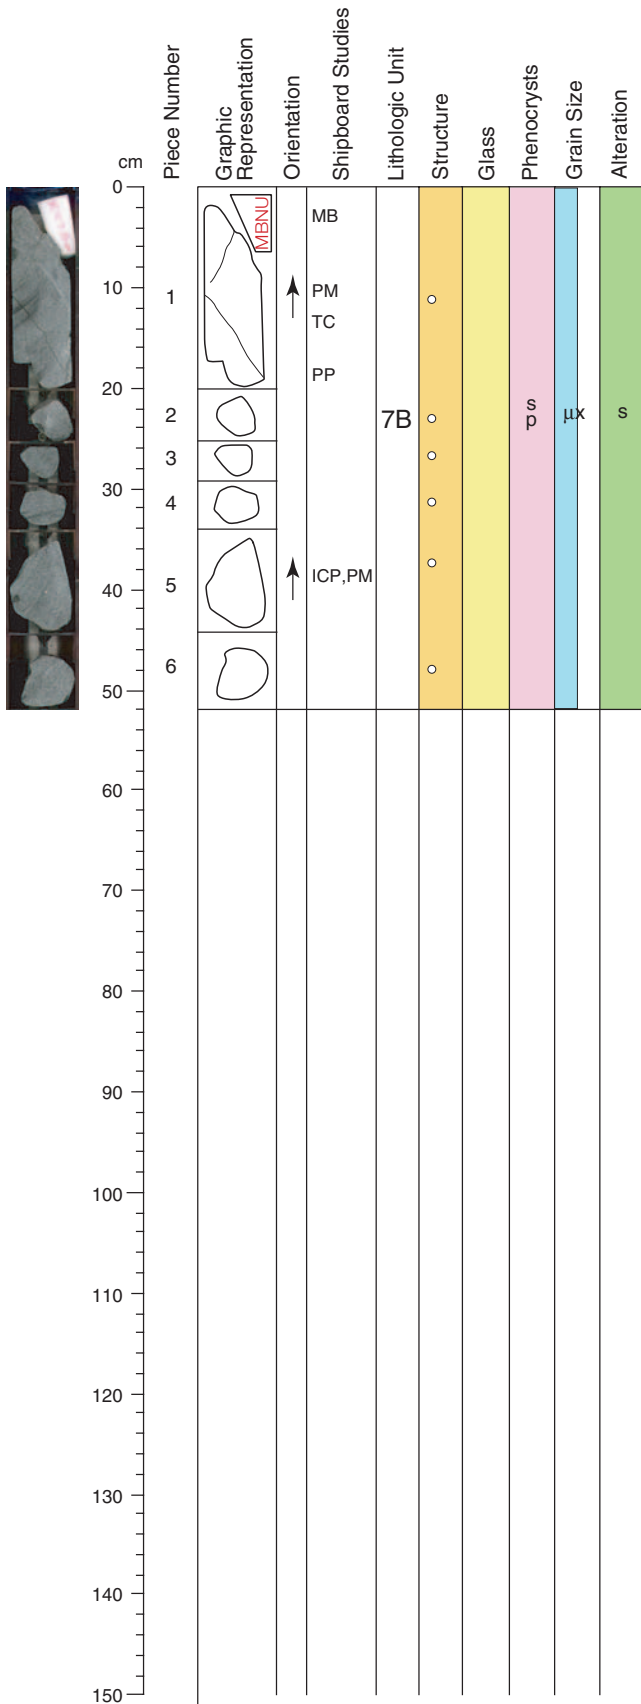 cm
Piece Number
Graphic
Representation
Orientation
Shipboard Studies
Lithologic Unit
Structure
Glass
Phenocrysts
Grain Size
Alteration
0
MBNU
MB
10
1
PM
TC
PP
20
2
7B
s
p
µx
s
3
30
4
40
5
ICP,PM
6
50
60
70
80
90
100
110
120
130
140
150